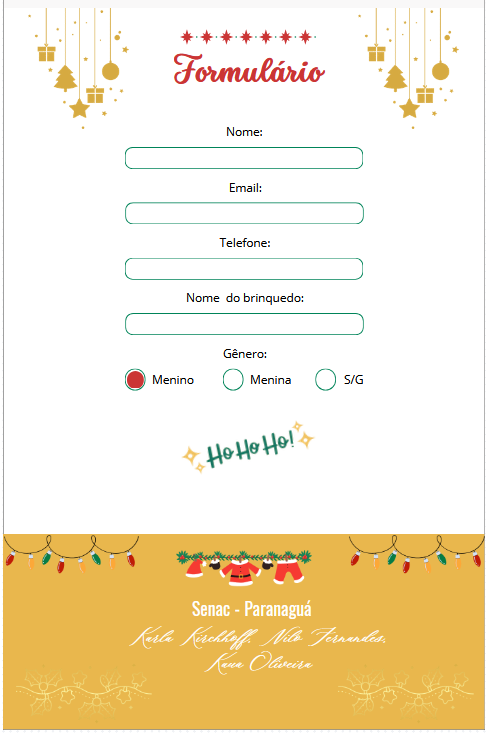 Formulário
Nome:
Email:
Telefone:
Nome do brinquedo:
Gênero:
Menino Menina S/G
Ho Ho Ho!
Senac - Paranaguá
Karla Kirchhoff, Nilo Fernandes,
Kaua Oliveira